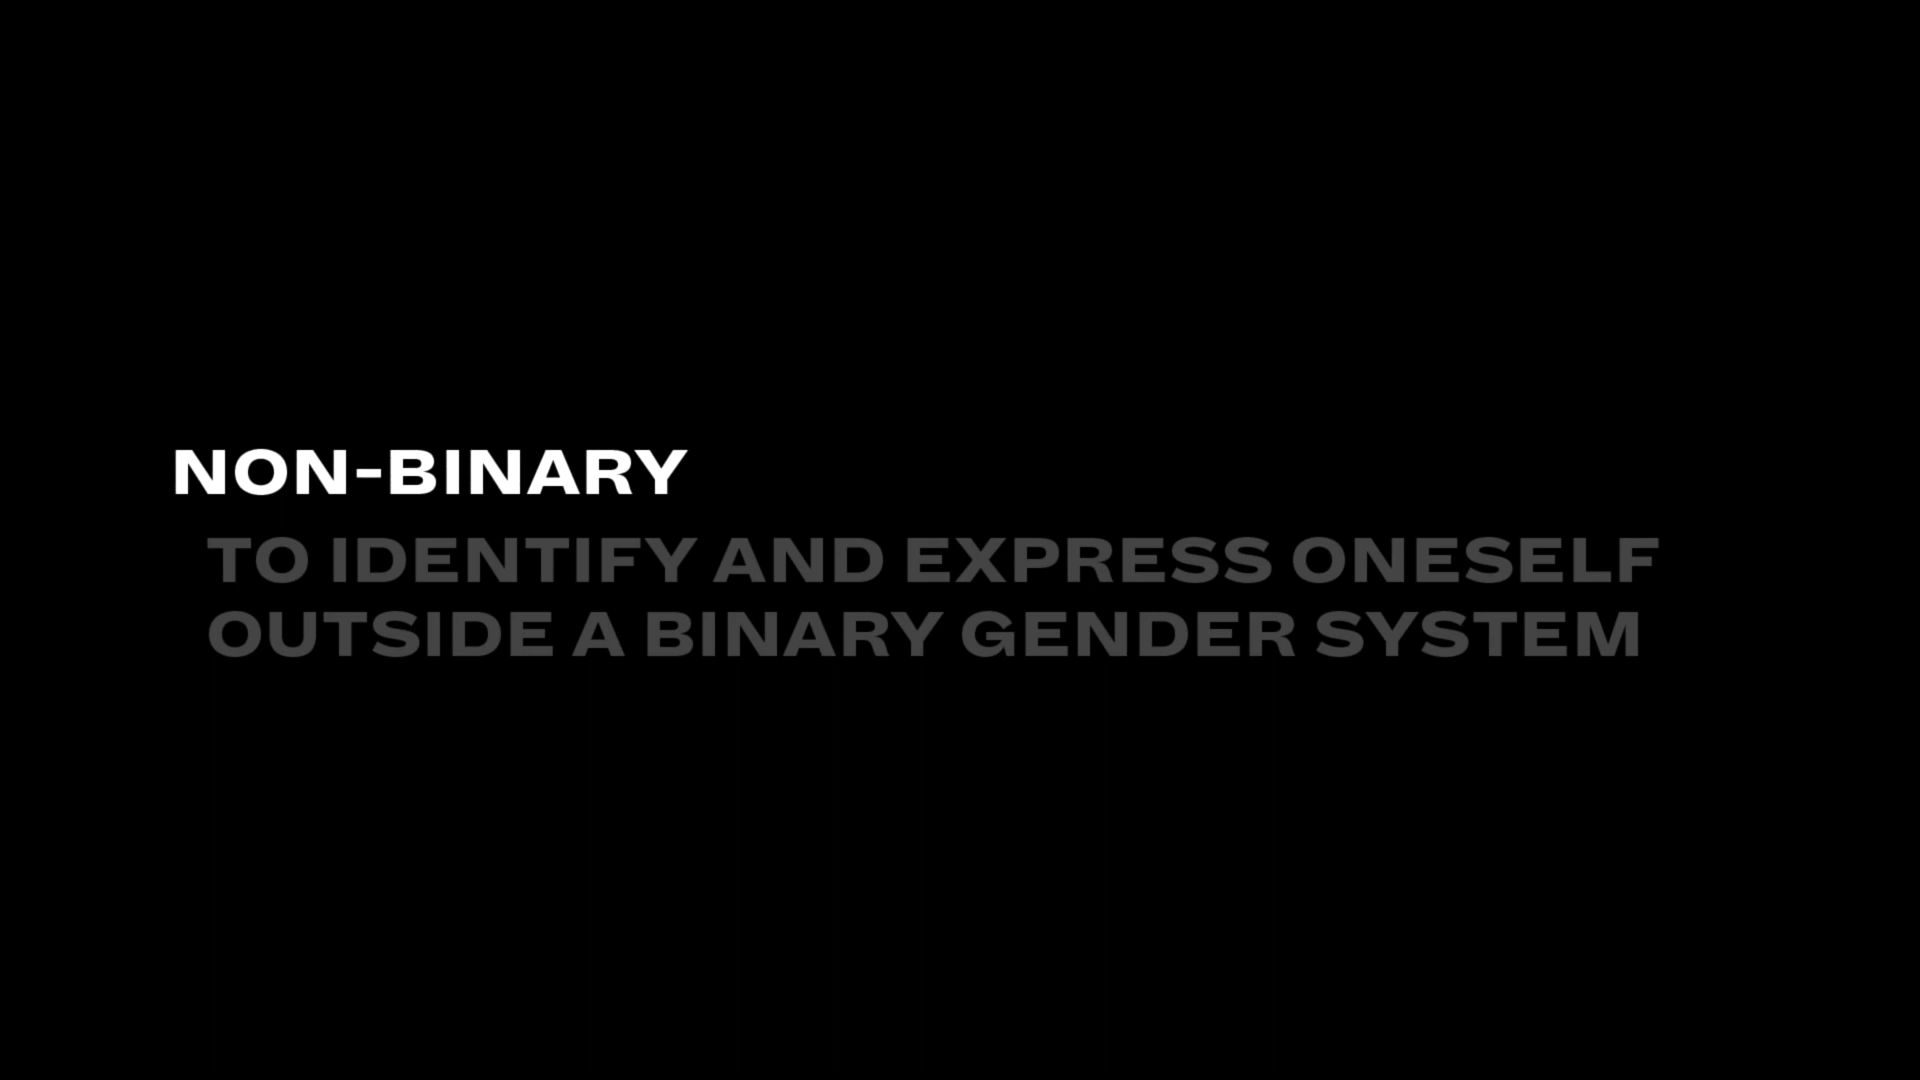 NON-BINARY
TO IDENTIFY AND EXPRESS ONESELF
OUTSIDE A BINARY GENDER SYSTEM